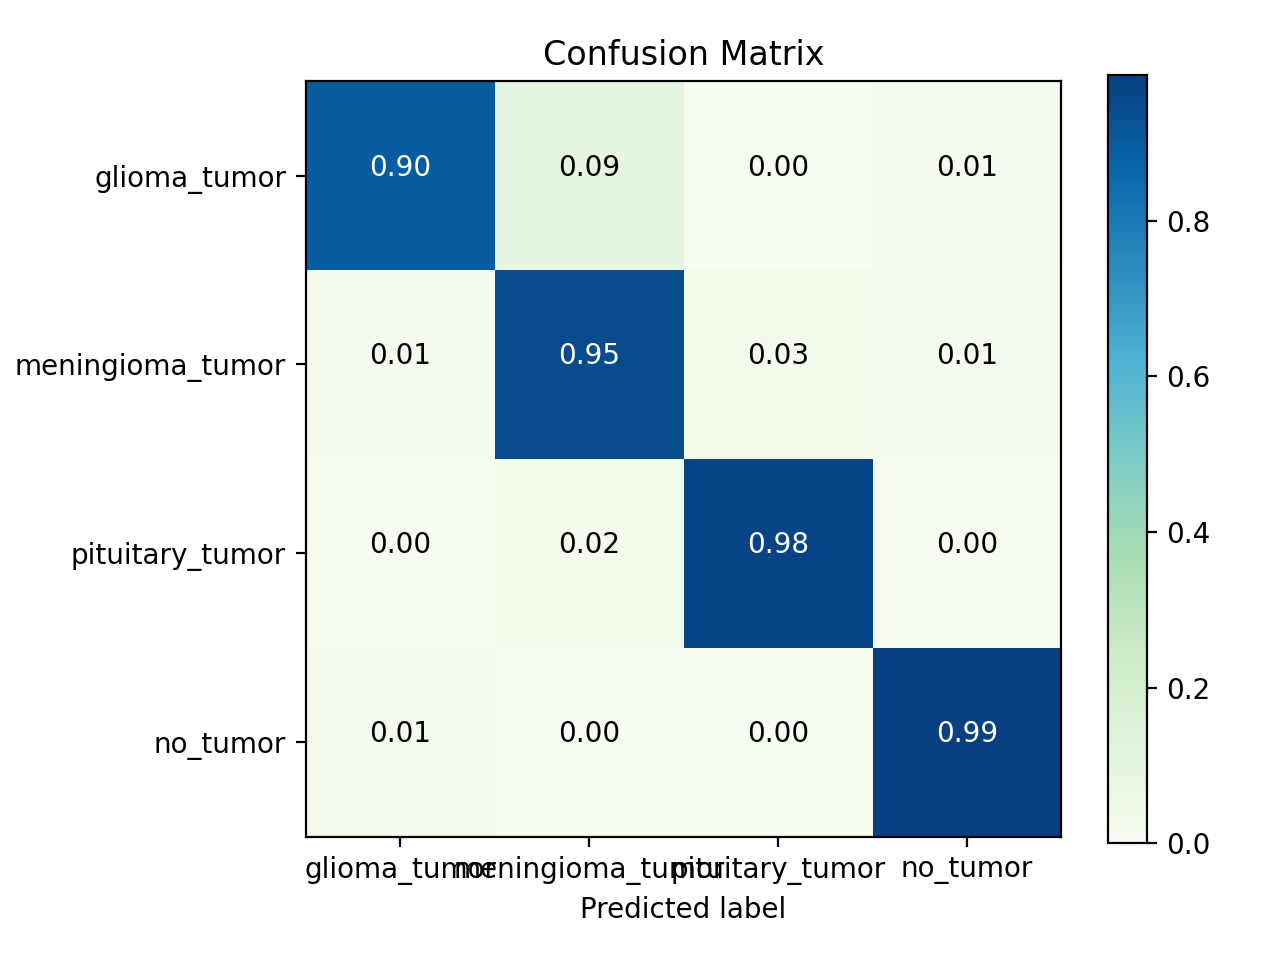 Confusion Matrix
glioma_tumor 0.90 0.09 0.00 0.01
meningioma_tumor 0.01 0.95 0.03 0.01
pituitary_tumor 0.00 0.02 0.98 0.00
no_tumor 0.01 0.00 0.00 0.99
glioma_tumor meningioma_tumor pituitary_tumor no_tumor
Predicted label
0.8
0.6
0.4
0.2
0.0